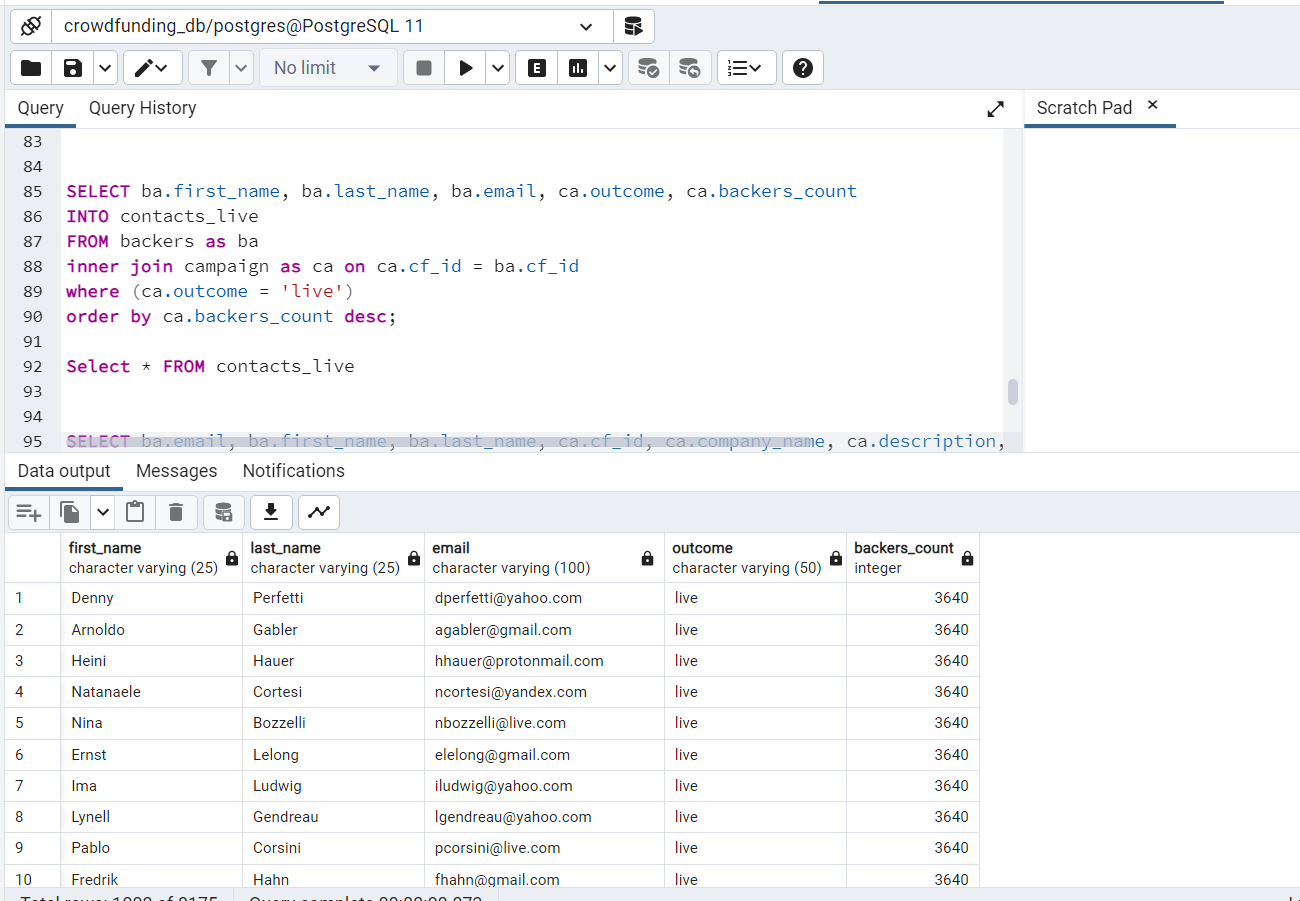 crowdfunding_db/postgres@PostgreSQL 11
No limit
E
?
Query Query History
Scratch Pad
83
84
85 SELECT ba.first_name, ba.last_name, ba.email, ca.outcome, ca.backers_count
86 INTO contacts_live
87 FROM backers as ba
88 inner join campaign as ca on ca.cf_id = ba.cf_id
89 where (ca.outcome = 'live')
90 order by ca.backers_count desc;
91
92 Select * FROM contacts_live
93
94
95 SELECT ba.email, ba.first_name, ba.last_name, ca.cf_id, ca.company_name, ca.description,
Data output Messages Notifications
first_name last_name email outcome backers_count
character varying (25) character varying (25) character varying (100) character varying (50) integer
1 Denny Perfetti dperfetti@yahoo.com live 3640
2 Arnoldo Gabler agabler@gmail.com live 3640
3 Heini Hauer hhauer@protonmail.com live 3640
4 Natanaele Cortesi ncortesi@yandex.com live 3640
5 Nina Bozzelli nbozzelli@live.com live 3640
6 Ernst Lelong elelong@gmail.com live 3640
7 Ima Ludwig iludwig@yahoo.com live 3640
8 Lynell Gendreau lgendreau@yahoo.com live 3640
9 Pablo Corsini pcorsini@live.com live 3640
10 Fredrik Hahn fhahn@gmail.com live 3640
Total rows: of Query complete